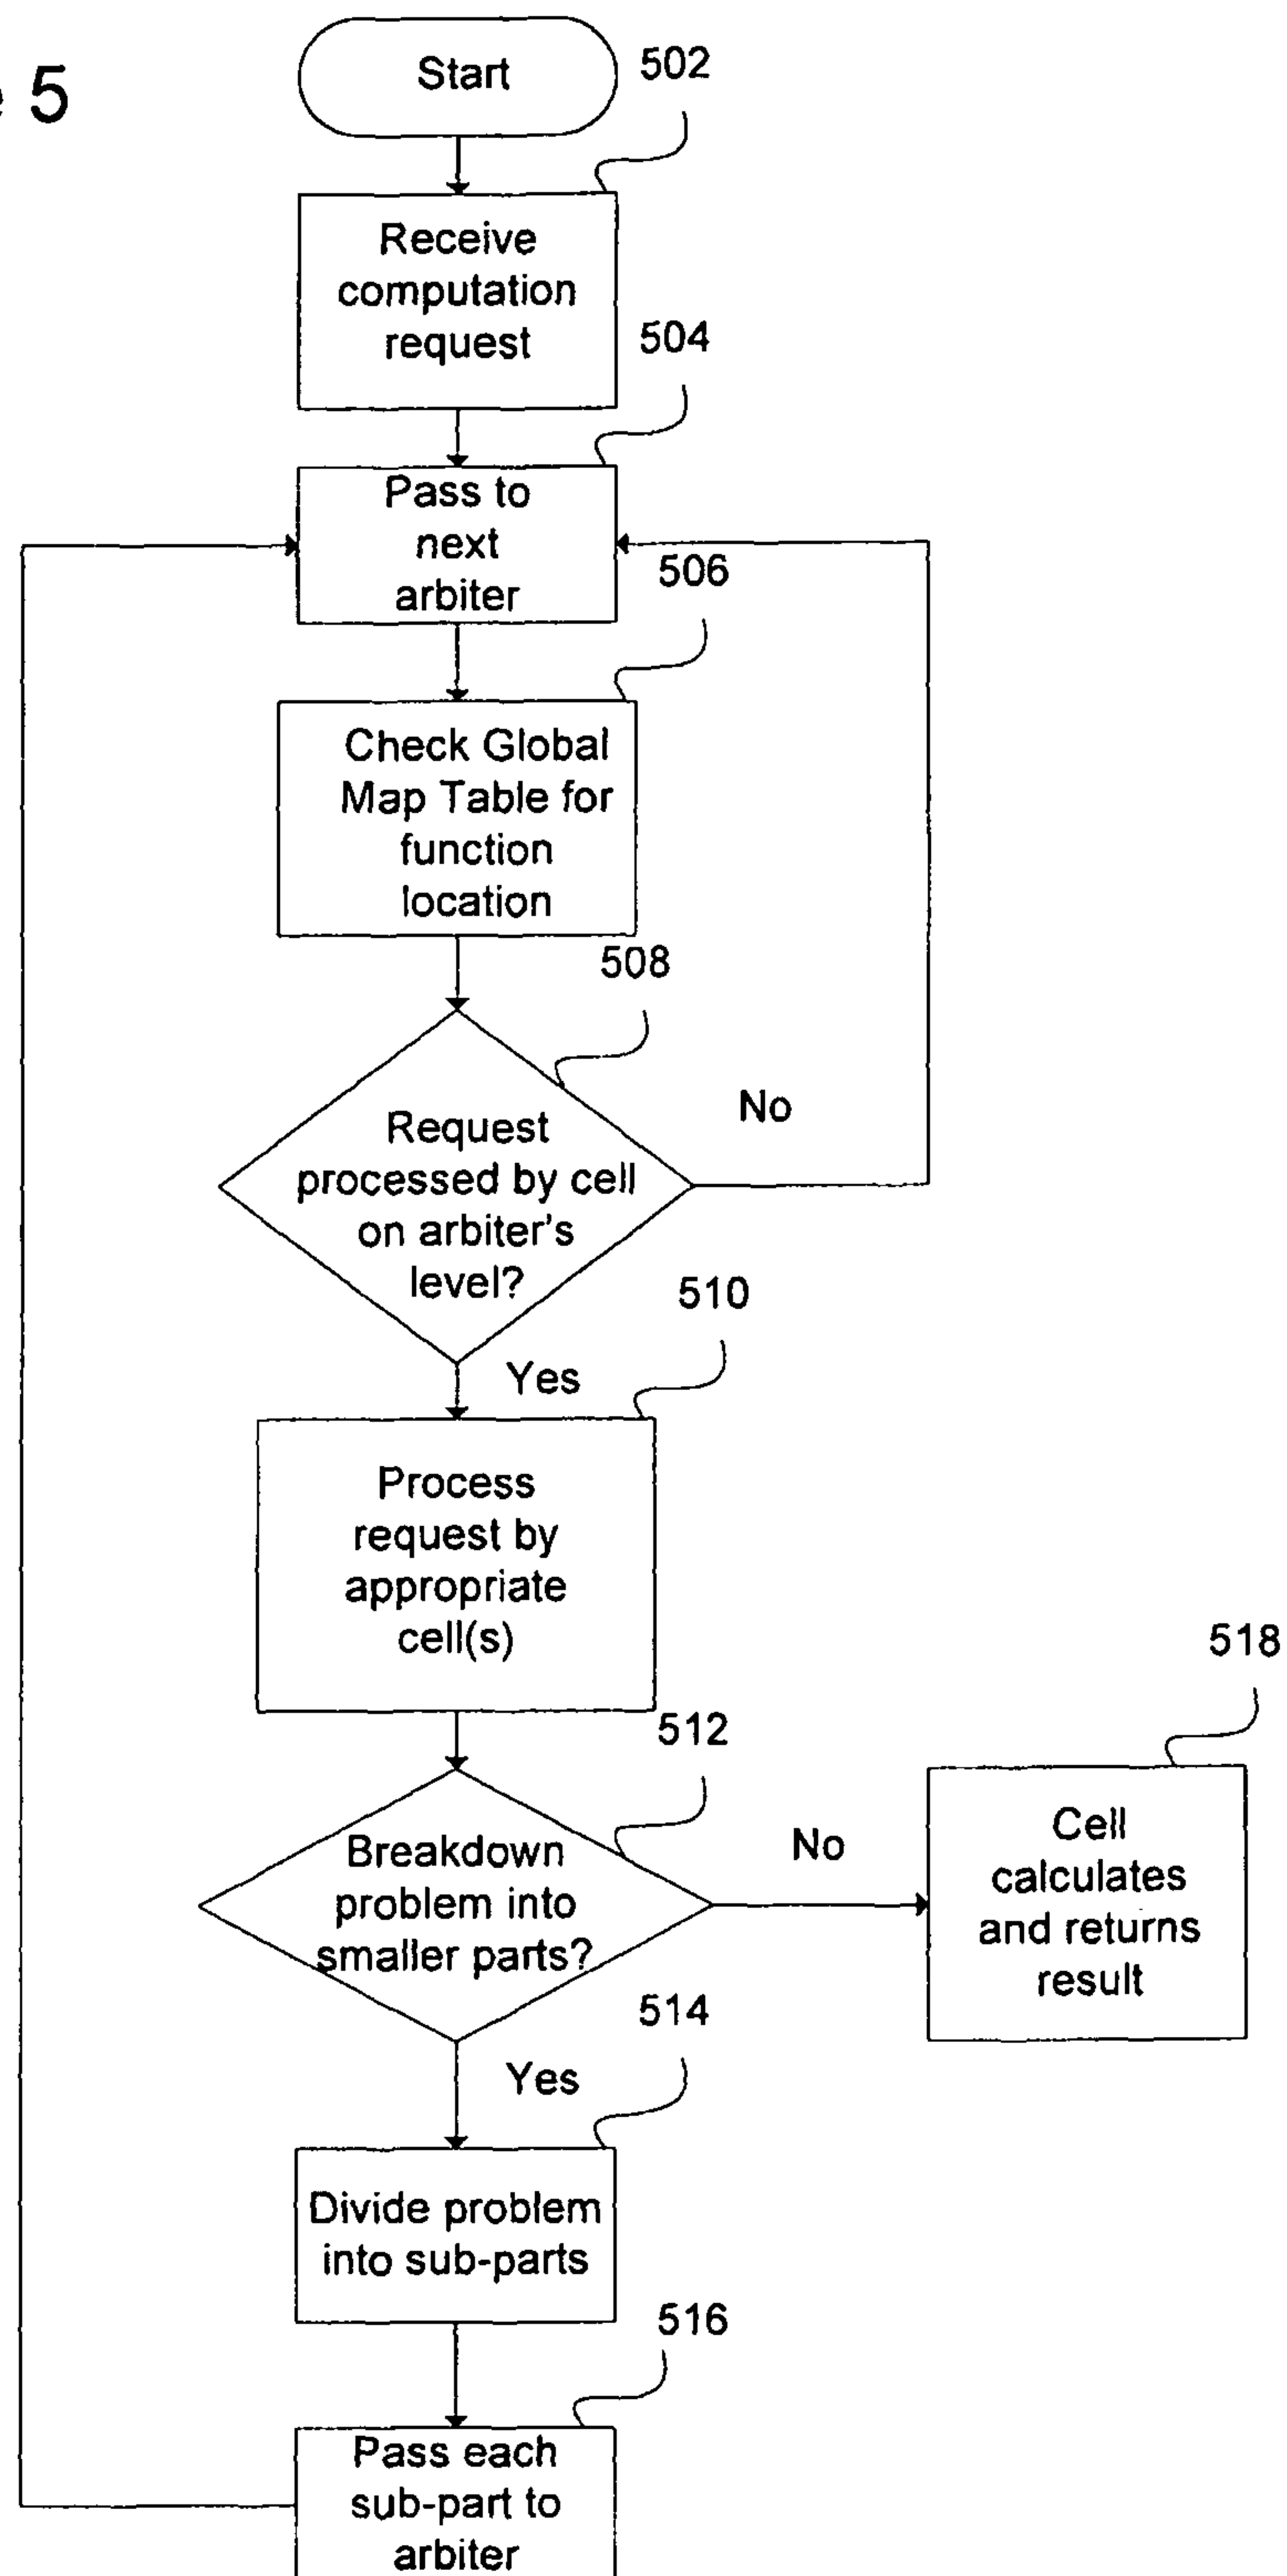 5
Start
502
Receive
computation
request
504
Pass to
next
arbiter
506
Check Global
Map Table for
function
location
508
Request
processed by cell
on arbiter's
level?
No
510
Yes
Process
request by
appropriate
cell(s)
512
518
Breakdown
problem into
smaller parts?
No
Cell
calculates
and returns
result
514
Yes
Divide problem
into sub-parts
516
Pass each
sub-part to
arbiter